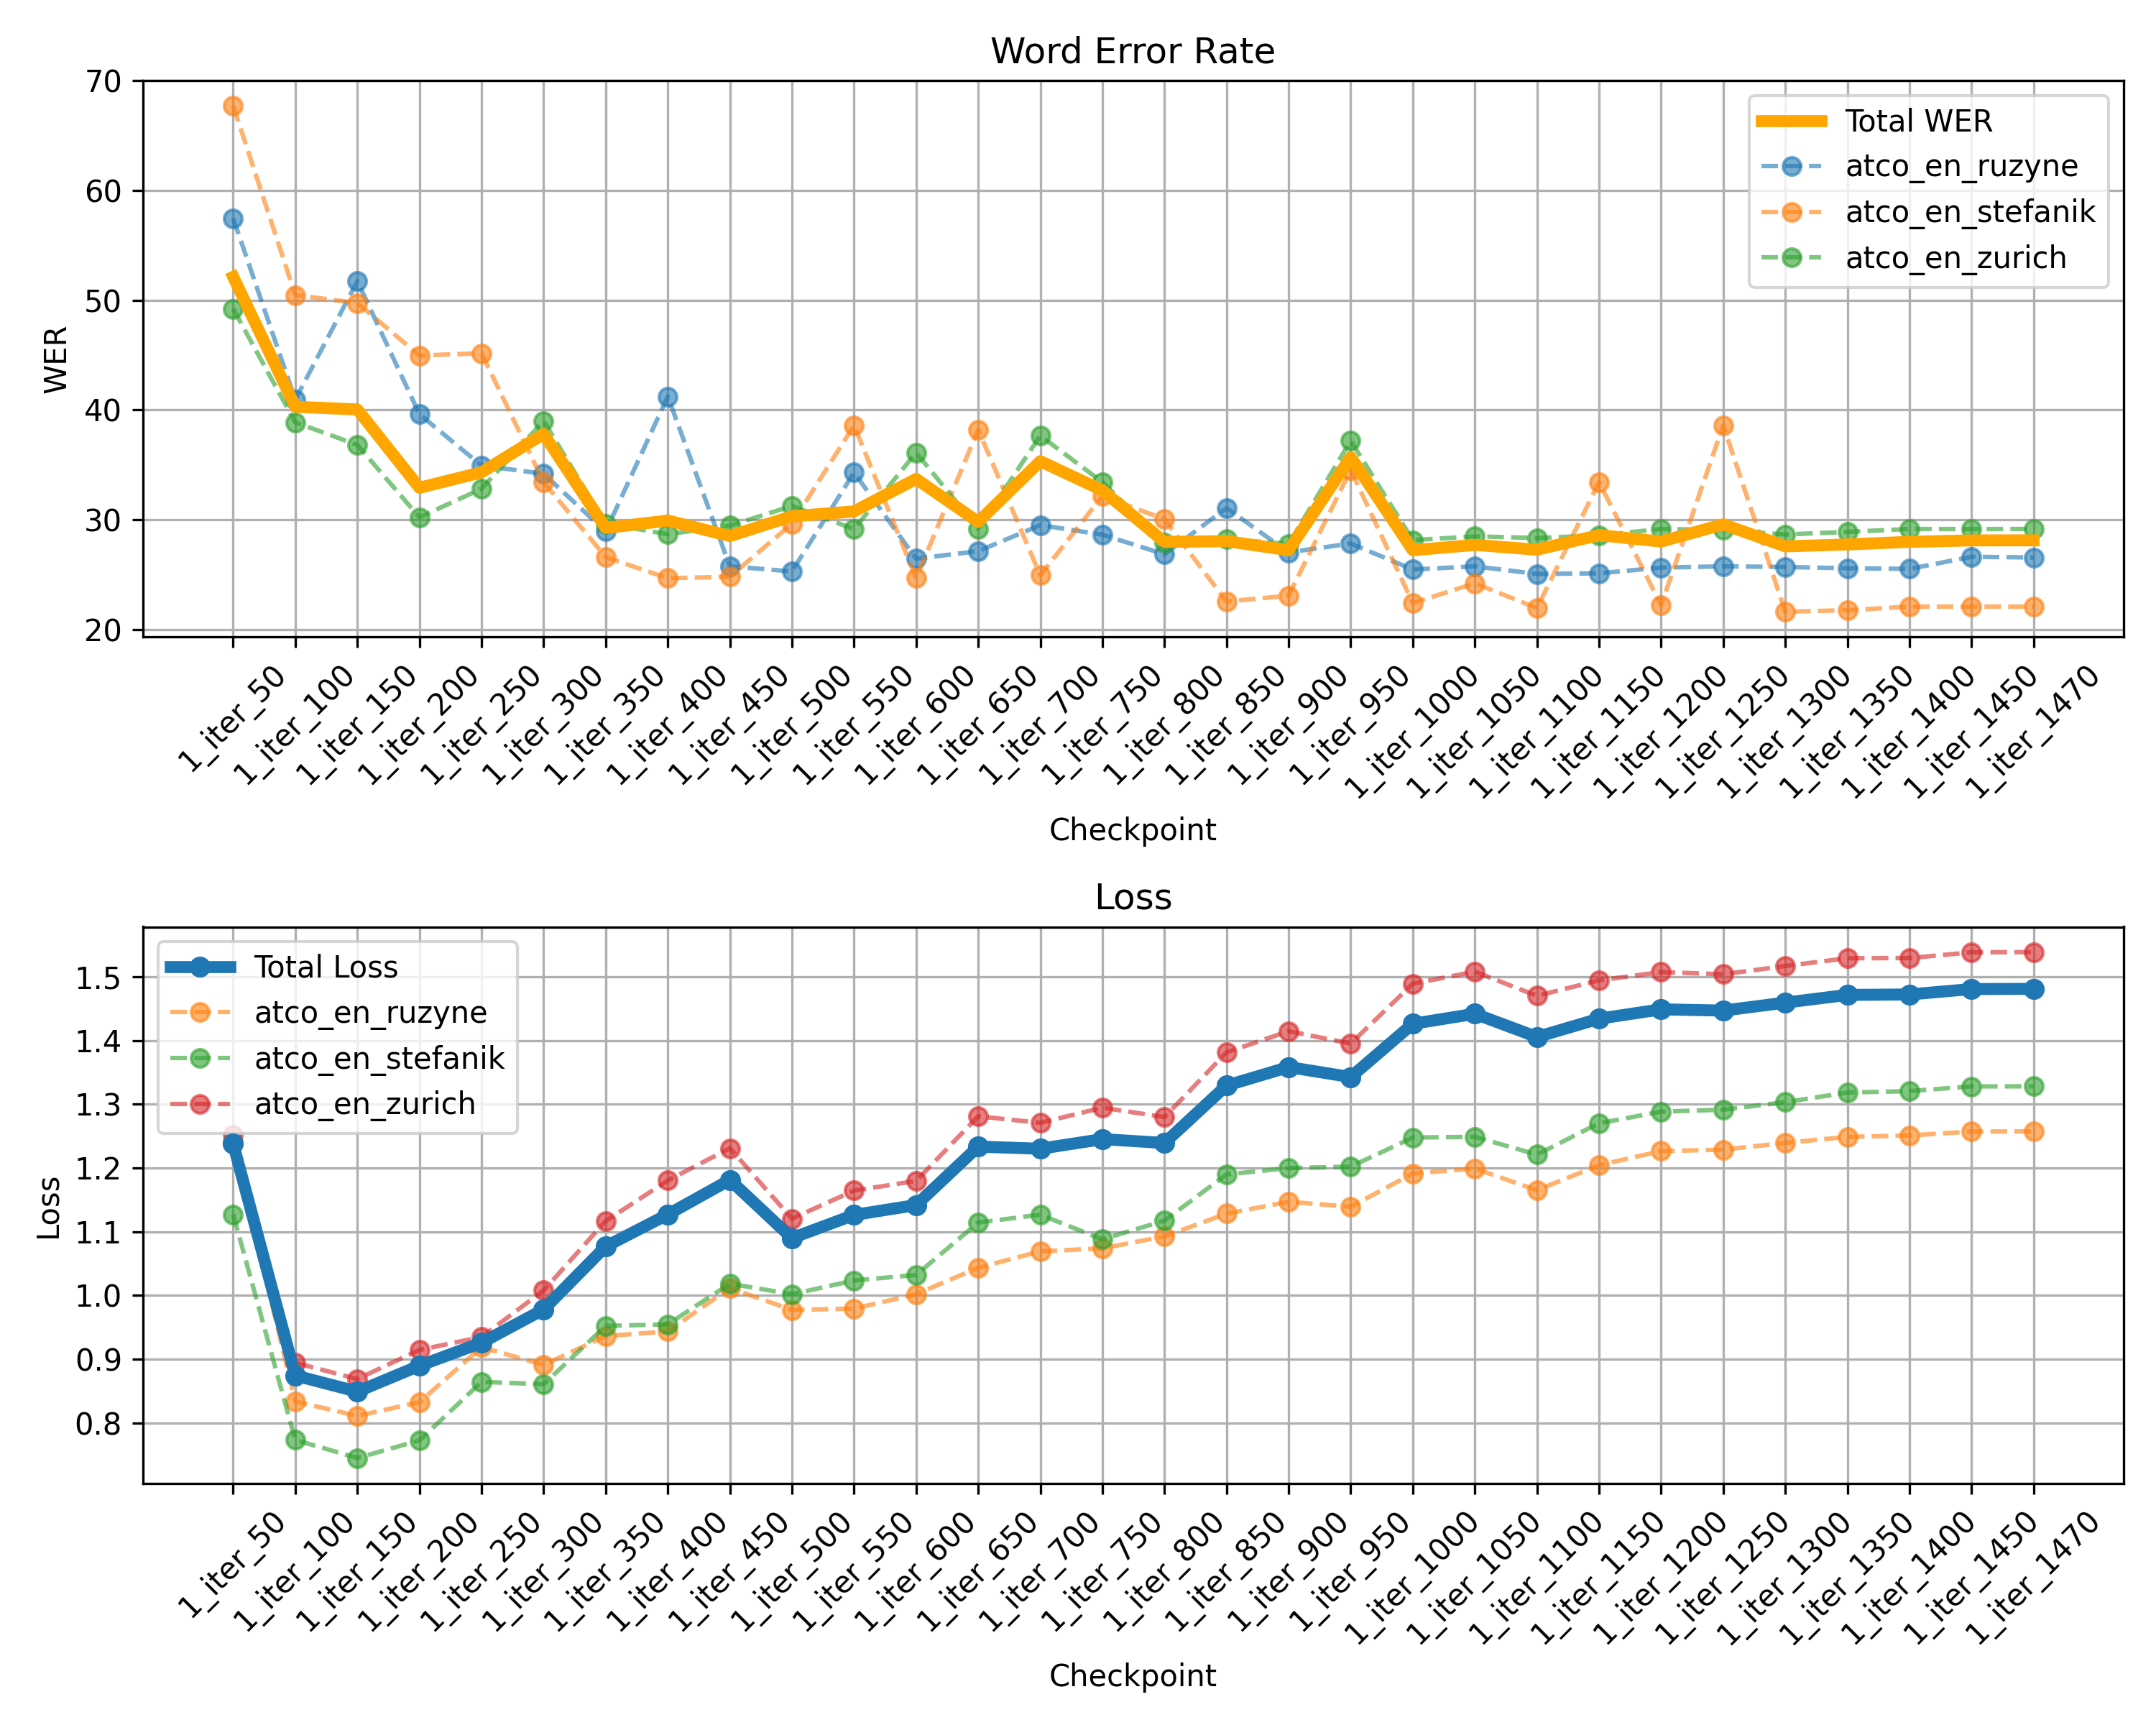 Word Error Rate
70
60
50
40
30
20
WER
Total WER
atco_en_ruzyne
atco_en_stefanik
atco_en_zurich
1_iter_50
1_iter_100
1_iter_150
1_iter_200
1_iter_250
1_iter_300
1_iter_350
1_iter_400
1_iter_450
1_iter_500
1_iter_550
1_iter_600
1_iter_650
1_iter_700
1_iter_750
1_iter_800
1_iter_850
1_iter_900
1_iter_950
1_iter_1000
1_iter_1050
1_iter_1100
1_iter_1150
1_iter_1200
1_iter_1250
1_iter_1300
1_iter_1350
1_iter_1400
1_iter_1450
1_iter_1470
Checkpoint
Loss
1.5
1.4
1.3
1.2
1.1
1.0
0.9
0.8
Loss
Total Loss
atco_en_ruzyne
atco_en_stefanik
atco_en_zurich
1_iter_50
1_iter_100
1_iter_150
1_iter_200
1_iter_250
1_iter_300
1_iter_350
1_iter_400
1_iter_450
1_iter_500
1_iter_550
1_iter_600
1_iter_650
1_iter_700
1_iter_750
1_iter_800
1_iter_850
1_iter_900
1_iter_950
1_iter_1000
1_iter_1050
1_iter_1100
1_iter_1150
1_iter_1200
1_iter_1250
1_iter_1300
1_iter_1350
1_iter_1400
1_iter_1450
1_iter_1470
Checkpoint